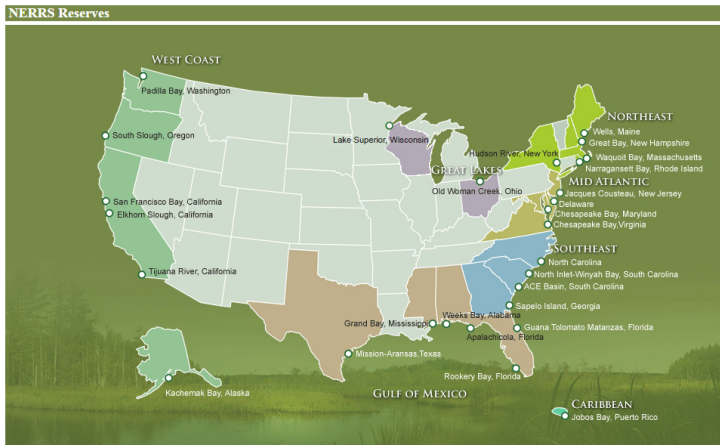 NERRS Reserves
WEST COAST
Padilla Bay, Washington
South Slough, Oregon
San Francisco Bay, California
Elkhorn Slough, California
Tijuana River, California
Kachemak Bay, Alaska
Lake Superior, Wisconsin
GREAT LAKES
Old Woman Creek, Ohio
NORTHEAST
Wells, Maine
Great Bay, New Hampshire
Hudson River, New York
Waquoit Bay, Massachusetts
Narragansett Bay, Rhode Island
MID ATLANTIC
Jacques Cousteau, New Jersey
Delaware
Chesapeake Bay, Maryland
Chesapeake Bay,Virginia
SOUTHEAST
North Carolina
North Inlet-Winyah Bay, South Carolina
ACE Basin, South Carolina
Sapelo Island, Georgia
Guana Tolomato Matanzas, Florida
Weeks Bay, Alabama
Grand Bay, Mississippi
Apalachicola, Florida
Mission-Aransas,Texas
Rookery Bay, Florida
GULF OF MEXICO
CARIBBEAN
Jobos Bay, Puerto Rico